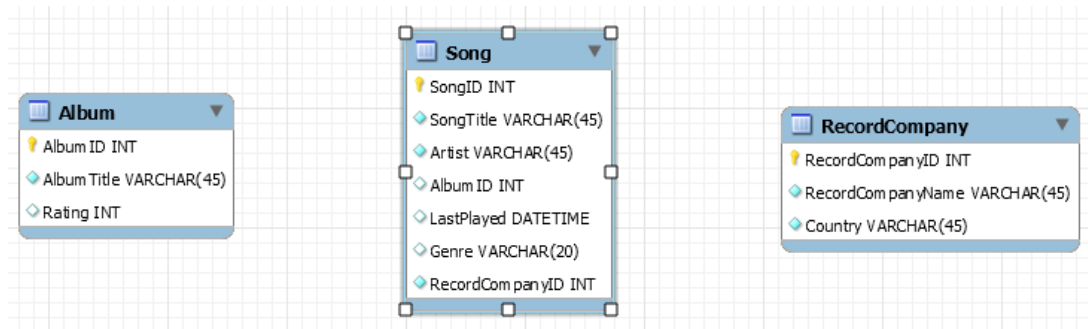 Album
AlbumID INT
AlbumTitle VARCHAR(45)
Rating INT
Song
SongID INT
SongTitle VARCHAR(45)
Artist VARCHAR(45)
AlbumID INT
LastPlayed DATETIME
Genre VARCHAR(20)
RecordCompanyID INT
RecordCompany
RecordCompanyID INT
RecordCompanyName VARCHAR(45)
Country VARCHAR(45)